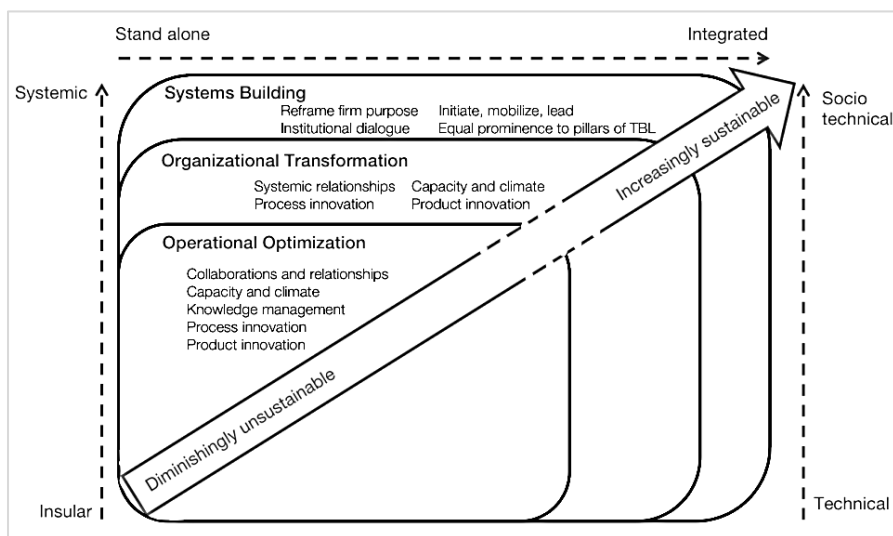 Stand alone
Integrated
Systemic
Socio
technical
Systems Building
Reframe firm purpose
Initiate, mobilize, lead
Institutional dialogue
Equal prominence to pillars of TBL
Increasingly sustainable
Organizational Transformation
Systemic relationships
Capacity and climate
Process innovation
Product innovation
Operational Optimization
Collaborations and relationships
Capacity and climate
Knowledge management
Process innovation
Product innovation
Diminishingly unsustainable
Insular
Technical